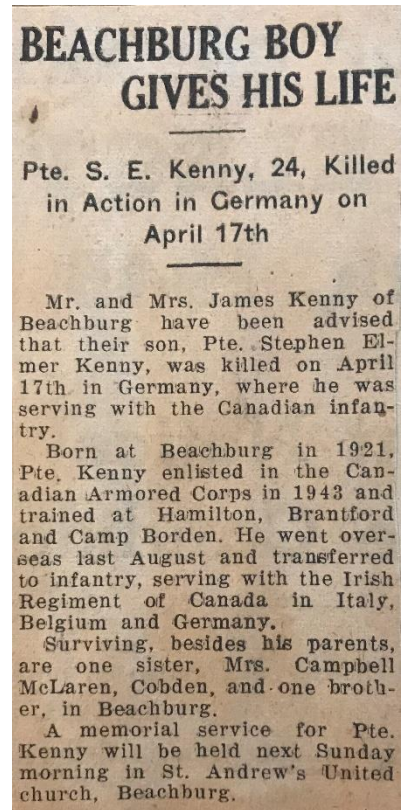 BEACHBURG BOY
GIVES HIS LIFE
Pte. S. E. Kenny, 24, Killed
in Action in Germany on
April 17th
Mr. and Mrs. James Kenny of
Beachburg have been advised
that their son, Pte. Stephen El-
mer Kenny, was killed on April
17th in Germany, where he was
serving with the Canadian infan-
try.
Born at Beachburg in 1921,
Pte. Kenny enlisted in the Can-
adian Armored Corps in 1943 and
trained at Hamilton, Brantford
and Camp Borden. He went over-
seas last August and transferred
to infantry, serving with the Irish
Regiment of Canada in Italy,
Belgium and Germany.
Surviving, besides his parents,
are one sister, Mrs. Campbell
McLaren, Cobden, and one broth-
er, in Beachburg.
A memorial service for Pte.
Kenny will be held next Sunday
morning in St. Andrew's United
church, Beachburg.